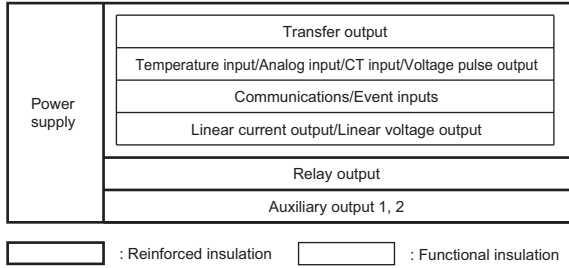 Power
supply
Transfer output
Temperature input/Analog input/CT input/Voltage pulse output
Communications/Event inputs
Linear current output/Linear voltage output
Relay output
Auxiliary output 1, 2
: Reinforced insulation
: Functional insulation